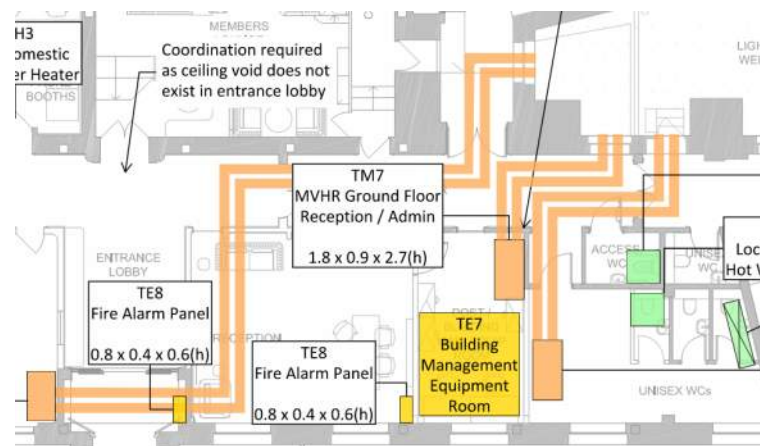 H3
omestic
er Heater
BOOTHS
MEMBERS
Coordination required
as ceiling void does not
exist in entrance lobby
LIGH
WEL
TM7
MVHR Ground Floor
Reception / Admin
1.8 x 0.9 x 2.7(h)
ENTRANCE
LOBBY
ACCESS
WC
UNISEX
WC
Loc
Hot W
TE8
Fire Alarm Panel
0.8 x 0.4 x 0.6(h)
RECEPTION
TE8
Fire Alarm Panel
0.8 x 0.4 x 0.6(h)
POST /
TE7
Building
Management
Equipment
Room
UNISEX WCs